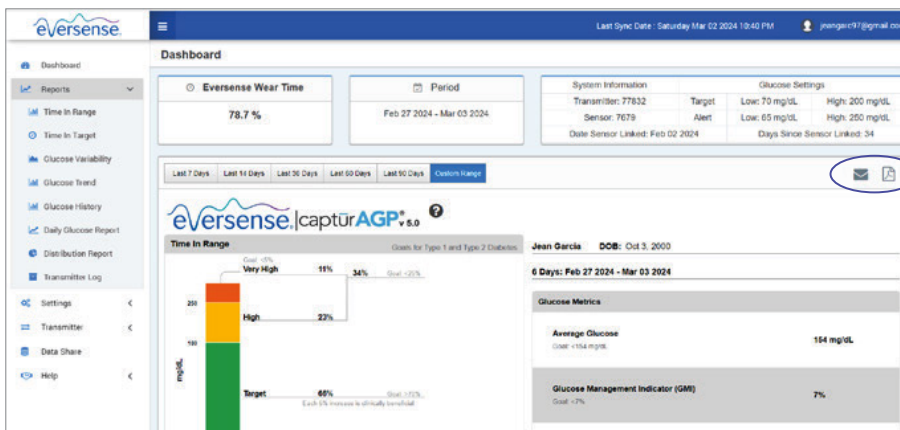 eversense.
Last Sync Date : Saturday Mar 02 2024 10:40 PM
jeangarc97@gmail.co
Dashboard
Reports
Time In Range
Time In Target
Glucose Variability
Glucose Trend
Glucose History
Daily Glucose Report
Distribution Report
Transmitter Log
Settings
Transmitter
Data Share
Help
Dashboard
Eversense Wear Time
78.7 %
Period
Feb 27 2024 - Mar 03 2024
System Information Glucose Settings
Transmitter: 77832 Target Low: 70 mg/dL High: 200 mg/dL
Sensor: 7679 Alert Low: 65 mg/dL High: 250 mg/dL
Date Sensor Linked: Feb 02 2024 Days Since Sensor Linked: 34
Last 7 Days Last 14 Days Last 30 Days Last 60 Days Last 90 Days Custom Range
eversense. | captūrAGP® v 5.0 ?
Time In Range Goals for Type 1 and Type 2 Diabetes
Goal: <5%
Very High 11% 34% Goal: <25%
250
High 23%
180
mg/dL
Target 66% Goal: >70%
Each 5% increase is clinically beneficial.
Jean Garcia DOB: Oct 3, 2000
6 Days: Feb 27 2024 - Mar 03 2024
Glucose Metrics
Average Glucose 154 mg/dL
Goal: <154 mg/dL
Glucose Management Indicator (GMI) 7%
Goal: <7%